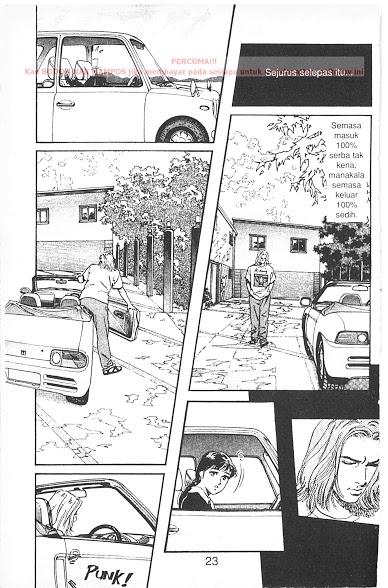 PERCUMA!!!
Sejurus selepas itu...
Semasa
masuk
100%
serba tak
kena,
manakala
semasa
keluar
100%
sedih.
PUNK!
23